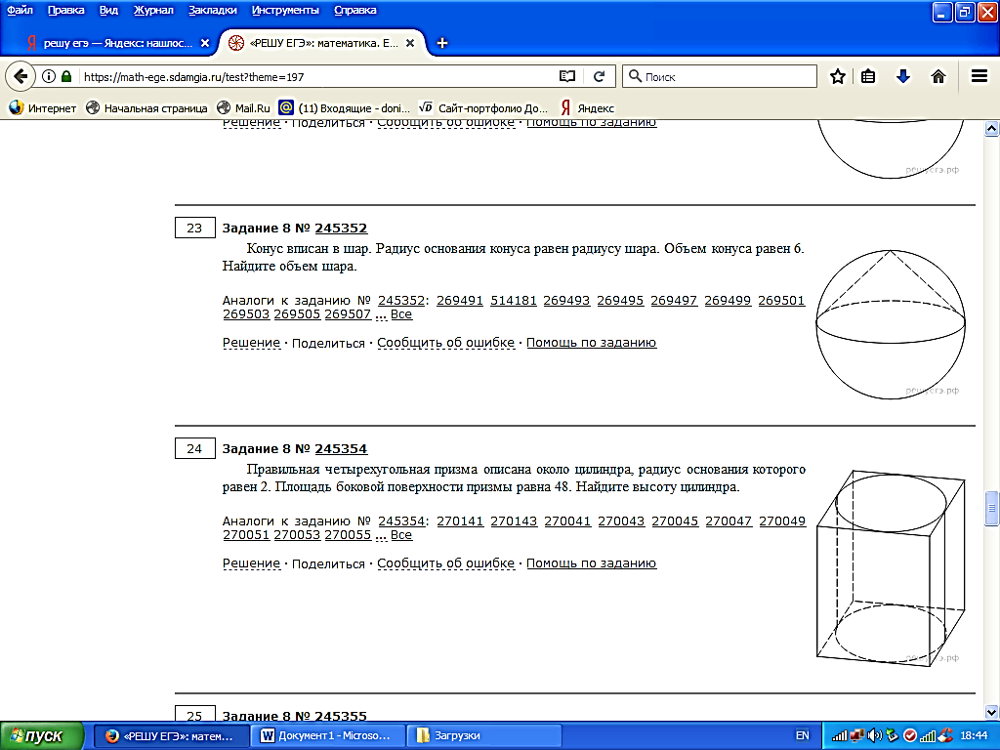 Файл Правка Вид Журнал Закладки Инструменты Справка
решу егэ — Яндекс: нашлос... «РЕШУ ЕГЭ»: математика. Е...
https://math-ege.sdamgia.ru/test?theme=197 Поиск
Интернет Начальная страница Mail.Ru (11) Входящие - doni... Сайт-портфолио До... Яндекс
Решение · Поделиться · Сообщить об ошибке · Помощь по заданию
решуегэ.рф
23 Задание 8 № 245352
Конус вписан в шар. Радиус основания конуса равен радиусу шара. Объем конуса равен 6.
Найдите объем шара.
Аналоги к заданию № 245352: 269491 514181 269493 269495 269497 269499 269501
269503 269505 269507 ... Все
Решение · Поделиться · Сообщить об ошибке · Помощь по заданию
решуегэ.рф
24 Задание 8 № 245354
Правильная четырехугольная призма описана около цилиндра, радиус основания которого
равен 2. Площадь боковой поверхности призмы равна 48. Найдите высоту цилиндра.
Аналоги к заданию № 245354: 270141 270143 270041 270043 270045 270047 270049
270051 270053 270055 ... Все
Решение · Поделиться · Сообщить об ошибке · Помощь по заданию
решуегэ.рф
25 Задание 8 № 245355
пуск «РЕШУ ЕГЭ»: матем... Документ1 - Microso... Загрузки EN 18:44